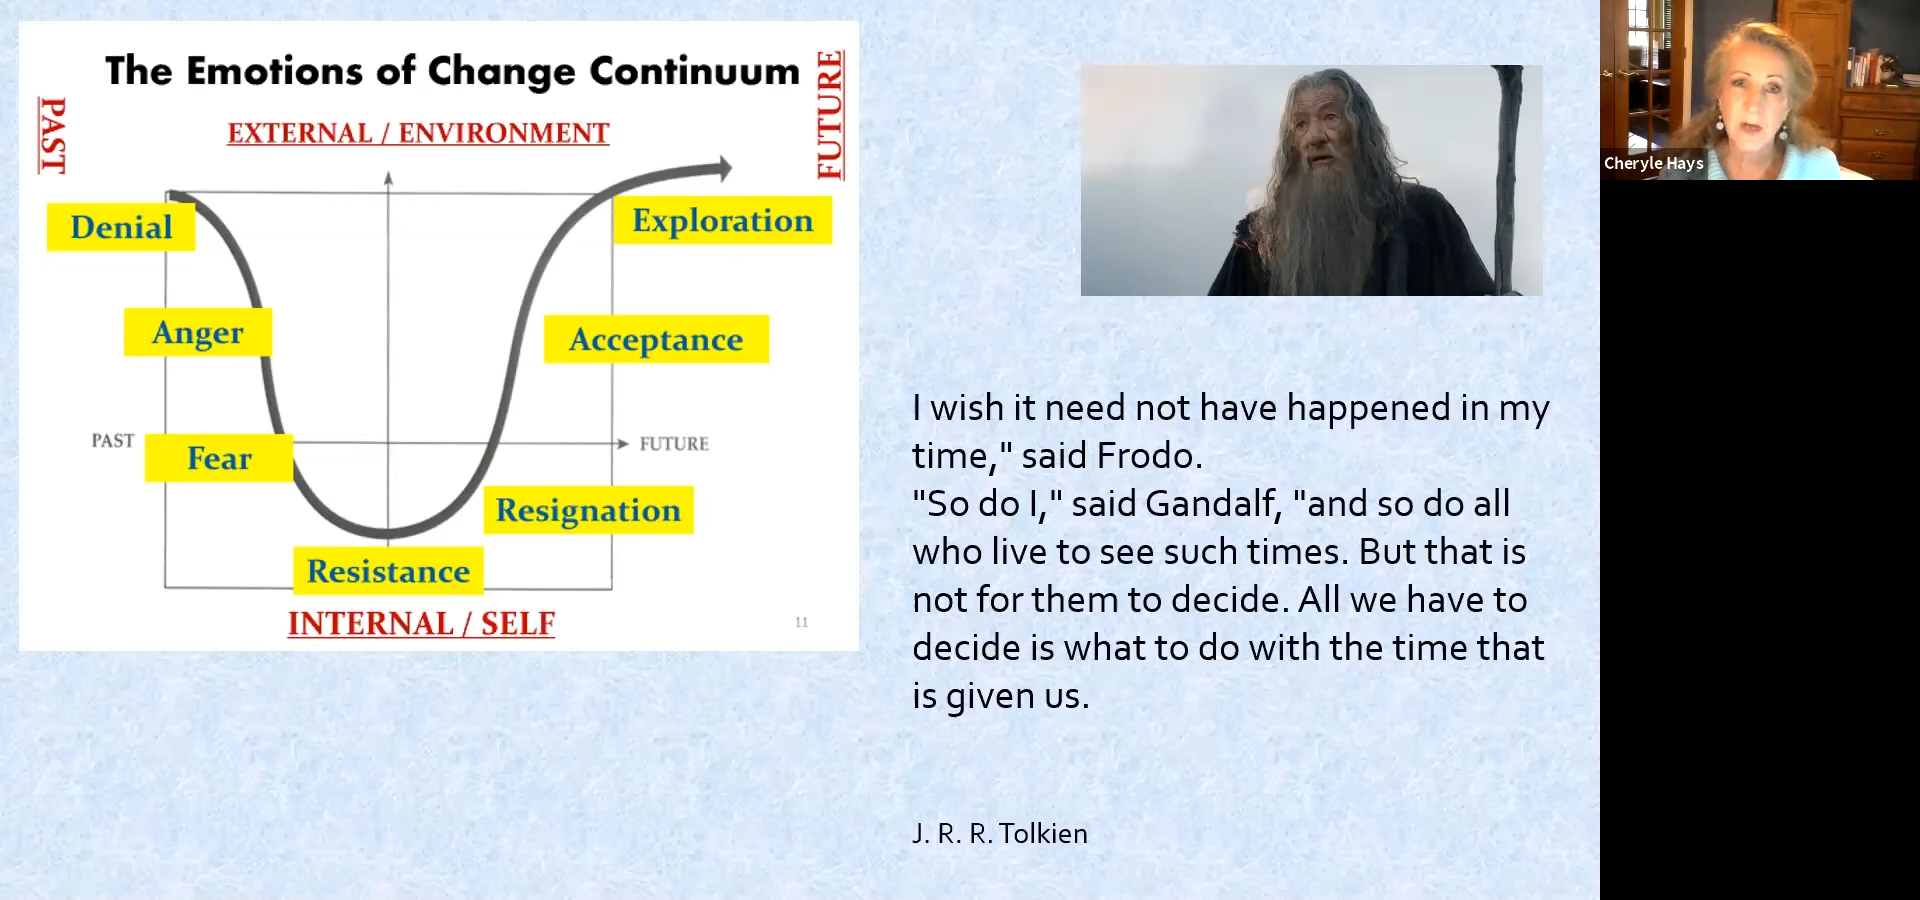 The Emotions of Change Continuum
PAST
FUTURE
EXTERNAL / ENVIRONMENT
Denial
Exploration
Anger
Acceptance
PAST
FUTURE
Fear
Resignation
Resistance
INTERNAL / SELF
11
I wish it need not have happened in my
time," said Frodo.
"So do I," said Gandalf, "and so do all
who live to see such times. But that is
not for them to decide. All we have to
decide is what to do with the time that
is given us.
J. R. R. Tolkien
Cheryle Hays